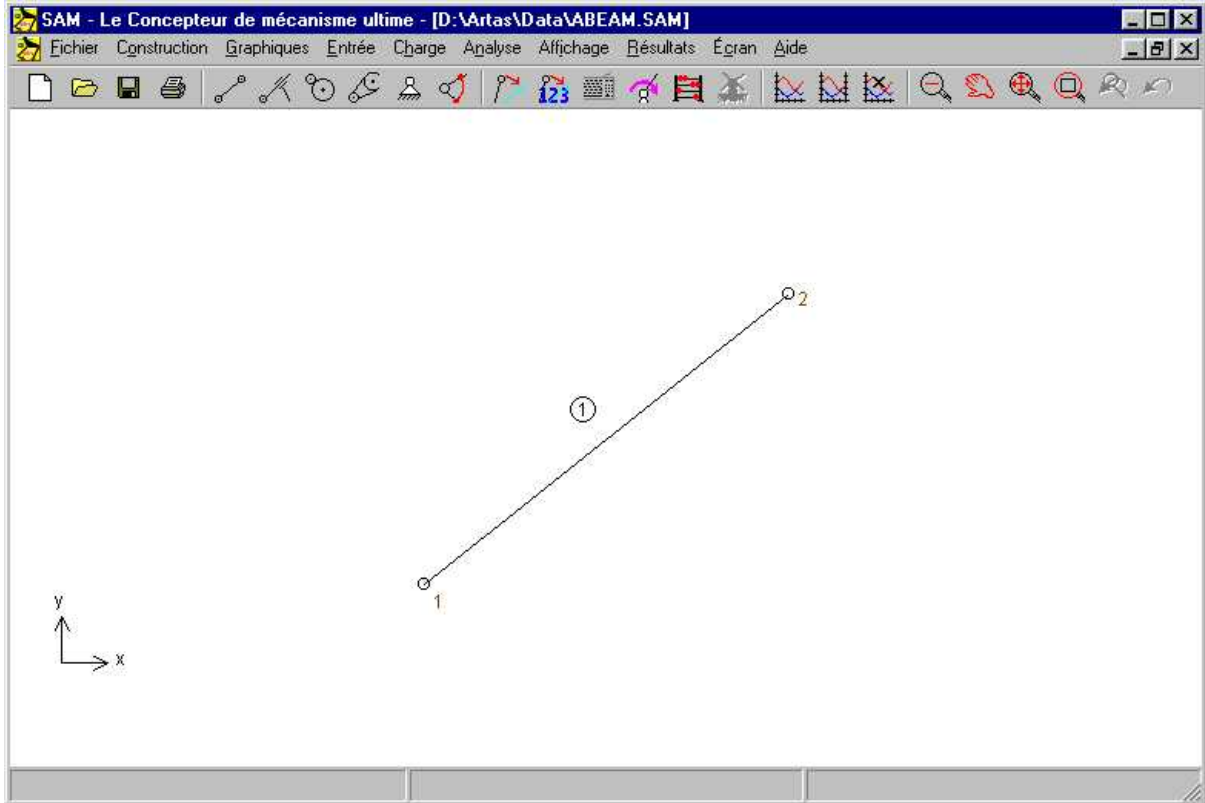 SAM - Le Concepteur de mécanisme ultime - [D:\Artas\Data\ABEAM.SAM]
Fichier Construction Graphiques Entrée Charge Analyse Affichage Résultats Écran Aide
123
2
1
1
y
x